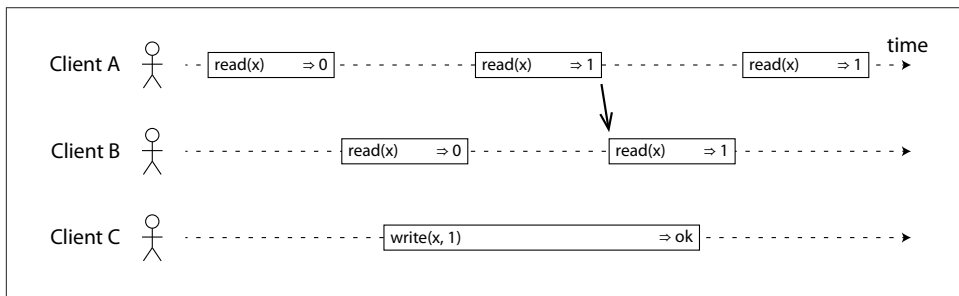 time
Client A read(x) ⇒ 0 read(x) ⇒ 1 read(x) ⇒ 1
Client B read(x) ⇒ 0 read(x) ⇒ 1
Client C write(x, 1) ⇒ ok